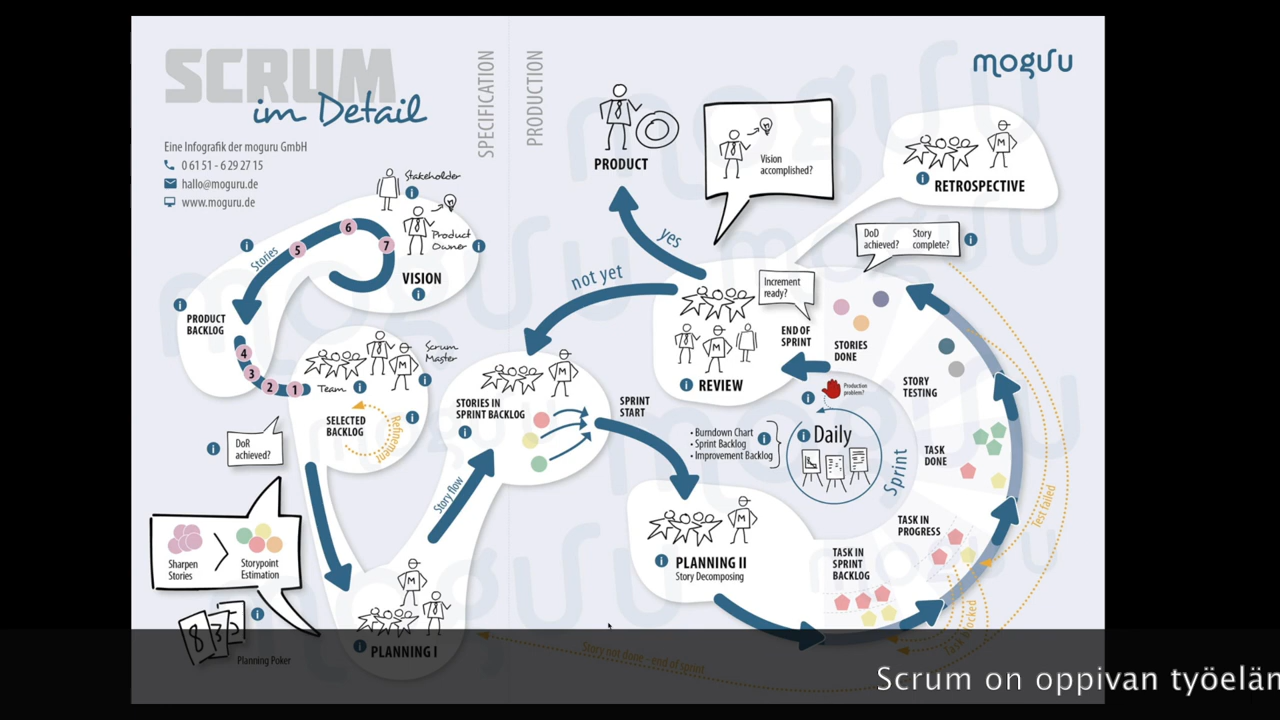 SCRUM
im Detail
Eine Infografik der moguru GmbH
0 61 51 - 6 29 27 15
hallo@moguru.de
www.moguru.de
SPECIFICATION
PRODUCTION
moguru
PRODUCT
Vision
accomplished?
RETROSPECTIVE
DoD
achieved?
Story
complete?
Stakeholder
Product
Owner
VISION
Stories
7
6
5
PRODUCT
BACKLOG
4
3
2
1
Team
Scrum
Master
SELECTED
BACKLOG
Refinement
DoR
achieved?
Sharpen
Stories
Storypoint
Estimation
8
3
5
Planning Poker
PLANNING I
Story flow
STORIES IN
SPRINT BACKLOG
SPRINT
START
not yet
yes
Increment
ready?
REVIEW
END OF
SPRINT
STORIES
DONE
STORY
TESTING
TASK
DONE
TASK IN
PROGRESS
TASK IN
SPRINT
BACKLOG
Production
problem?
• Burndown Chart
• Sprint Backlog
• Improvement Backlog
Daily
Sprint
PLANNING II
Story Decomposing
Test failed
Task blocked
Story not done - end of sprint
Scrum on oppivan